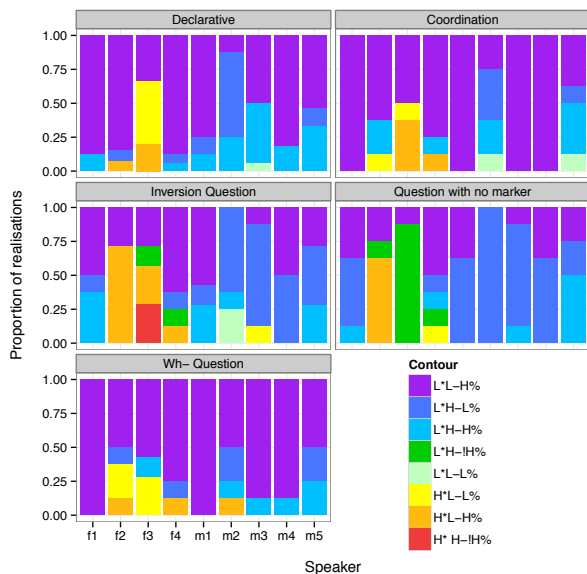 Declarative
Coordination
1.00
0.75
0.50
0.25
0.00
Inversion Question
Question with no marker
1.00
0.75
0.50
0.25
0.00
Wh- Question
1.00
0.75
0.50
0.25
0.00
f1 f2 f3 f4 m1 m2 m3 m4 m5
Speaker
Proportion of realisations
Contour
L*L-H%
L*H-L%
L*H-H%
L*H-!H%
L*L-L%
H*L-L%
H*L-H%
H* H-!H%